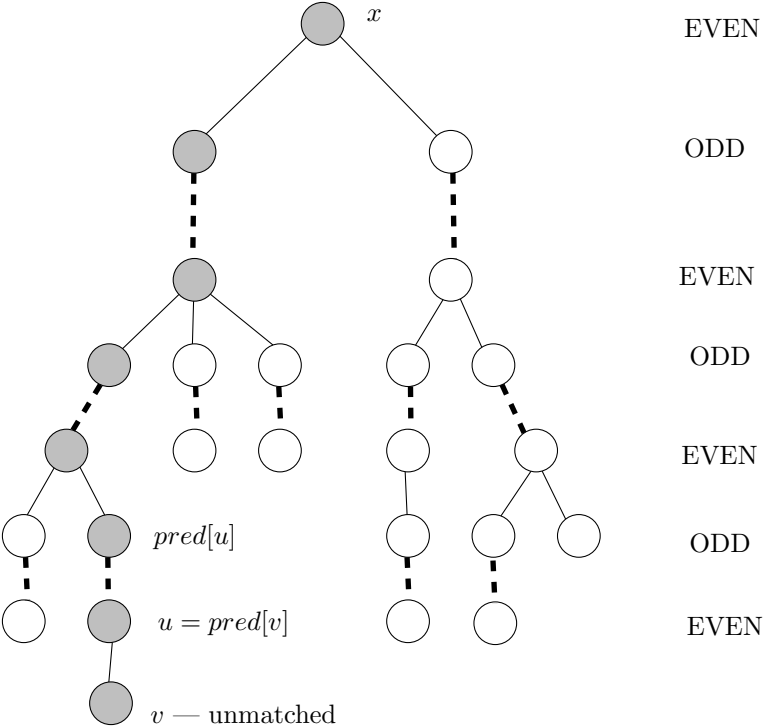 x
EVEN
ODD
EVEN
ODD
EVEN
pred[u]
ODD
u = pred[v]
EVEN
v — unmatched